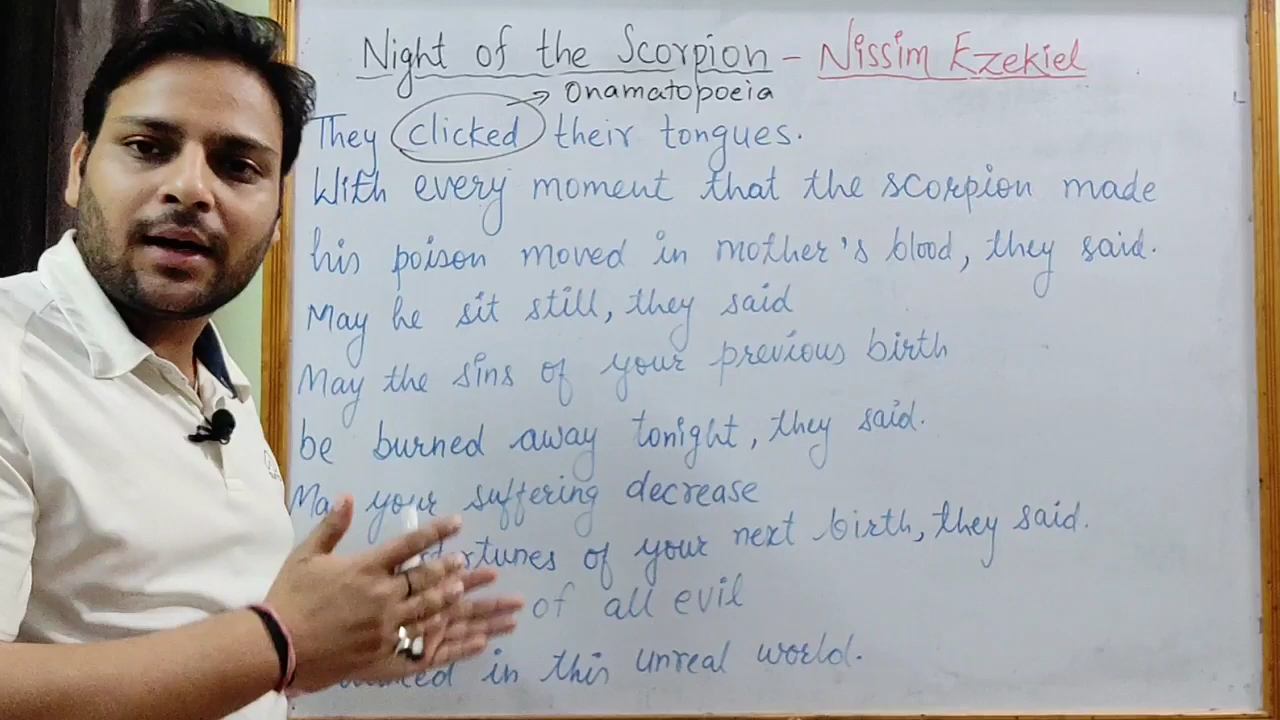 Night of the Scorpion - Nissim Ezekiel
Onamatopoeia
They clicked their tongues.
With every moment that the scorpion made
his poison moved in mother's blood, they said.
May he sit still, they said
May the sins of your previous birth
be burned away tonight, they said.
your suffering decrease
of your next birth, they said.
of all evil
in this unreal world.